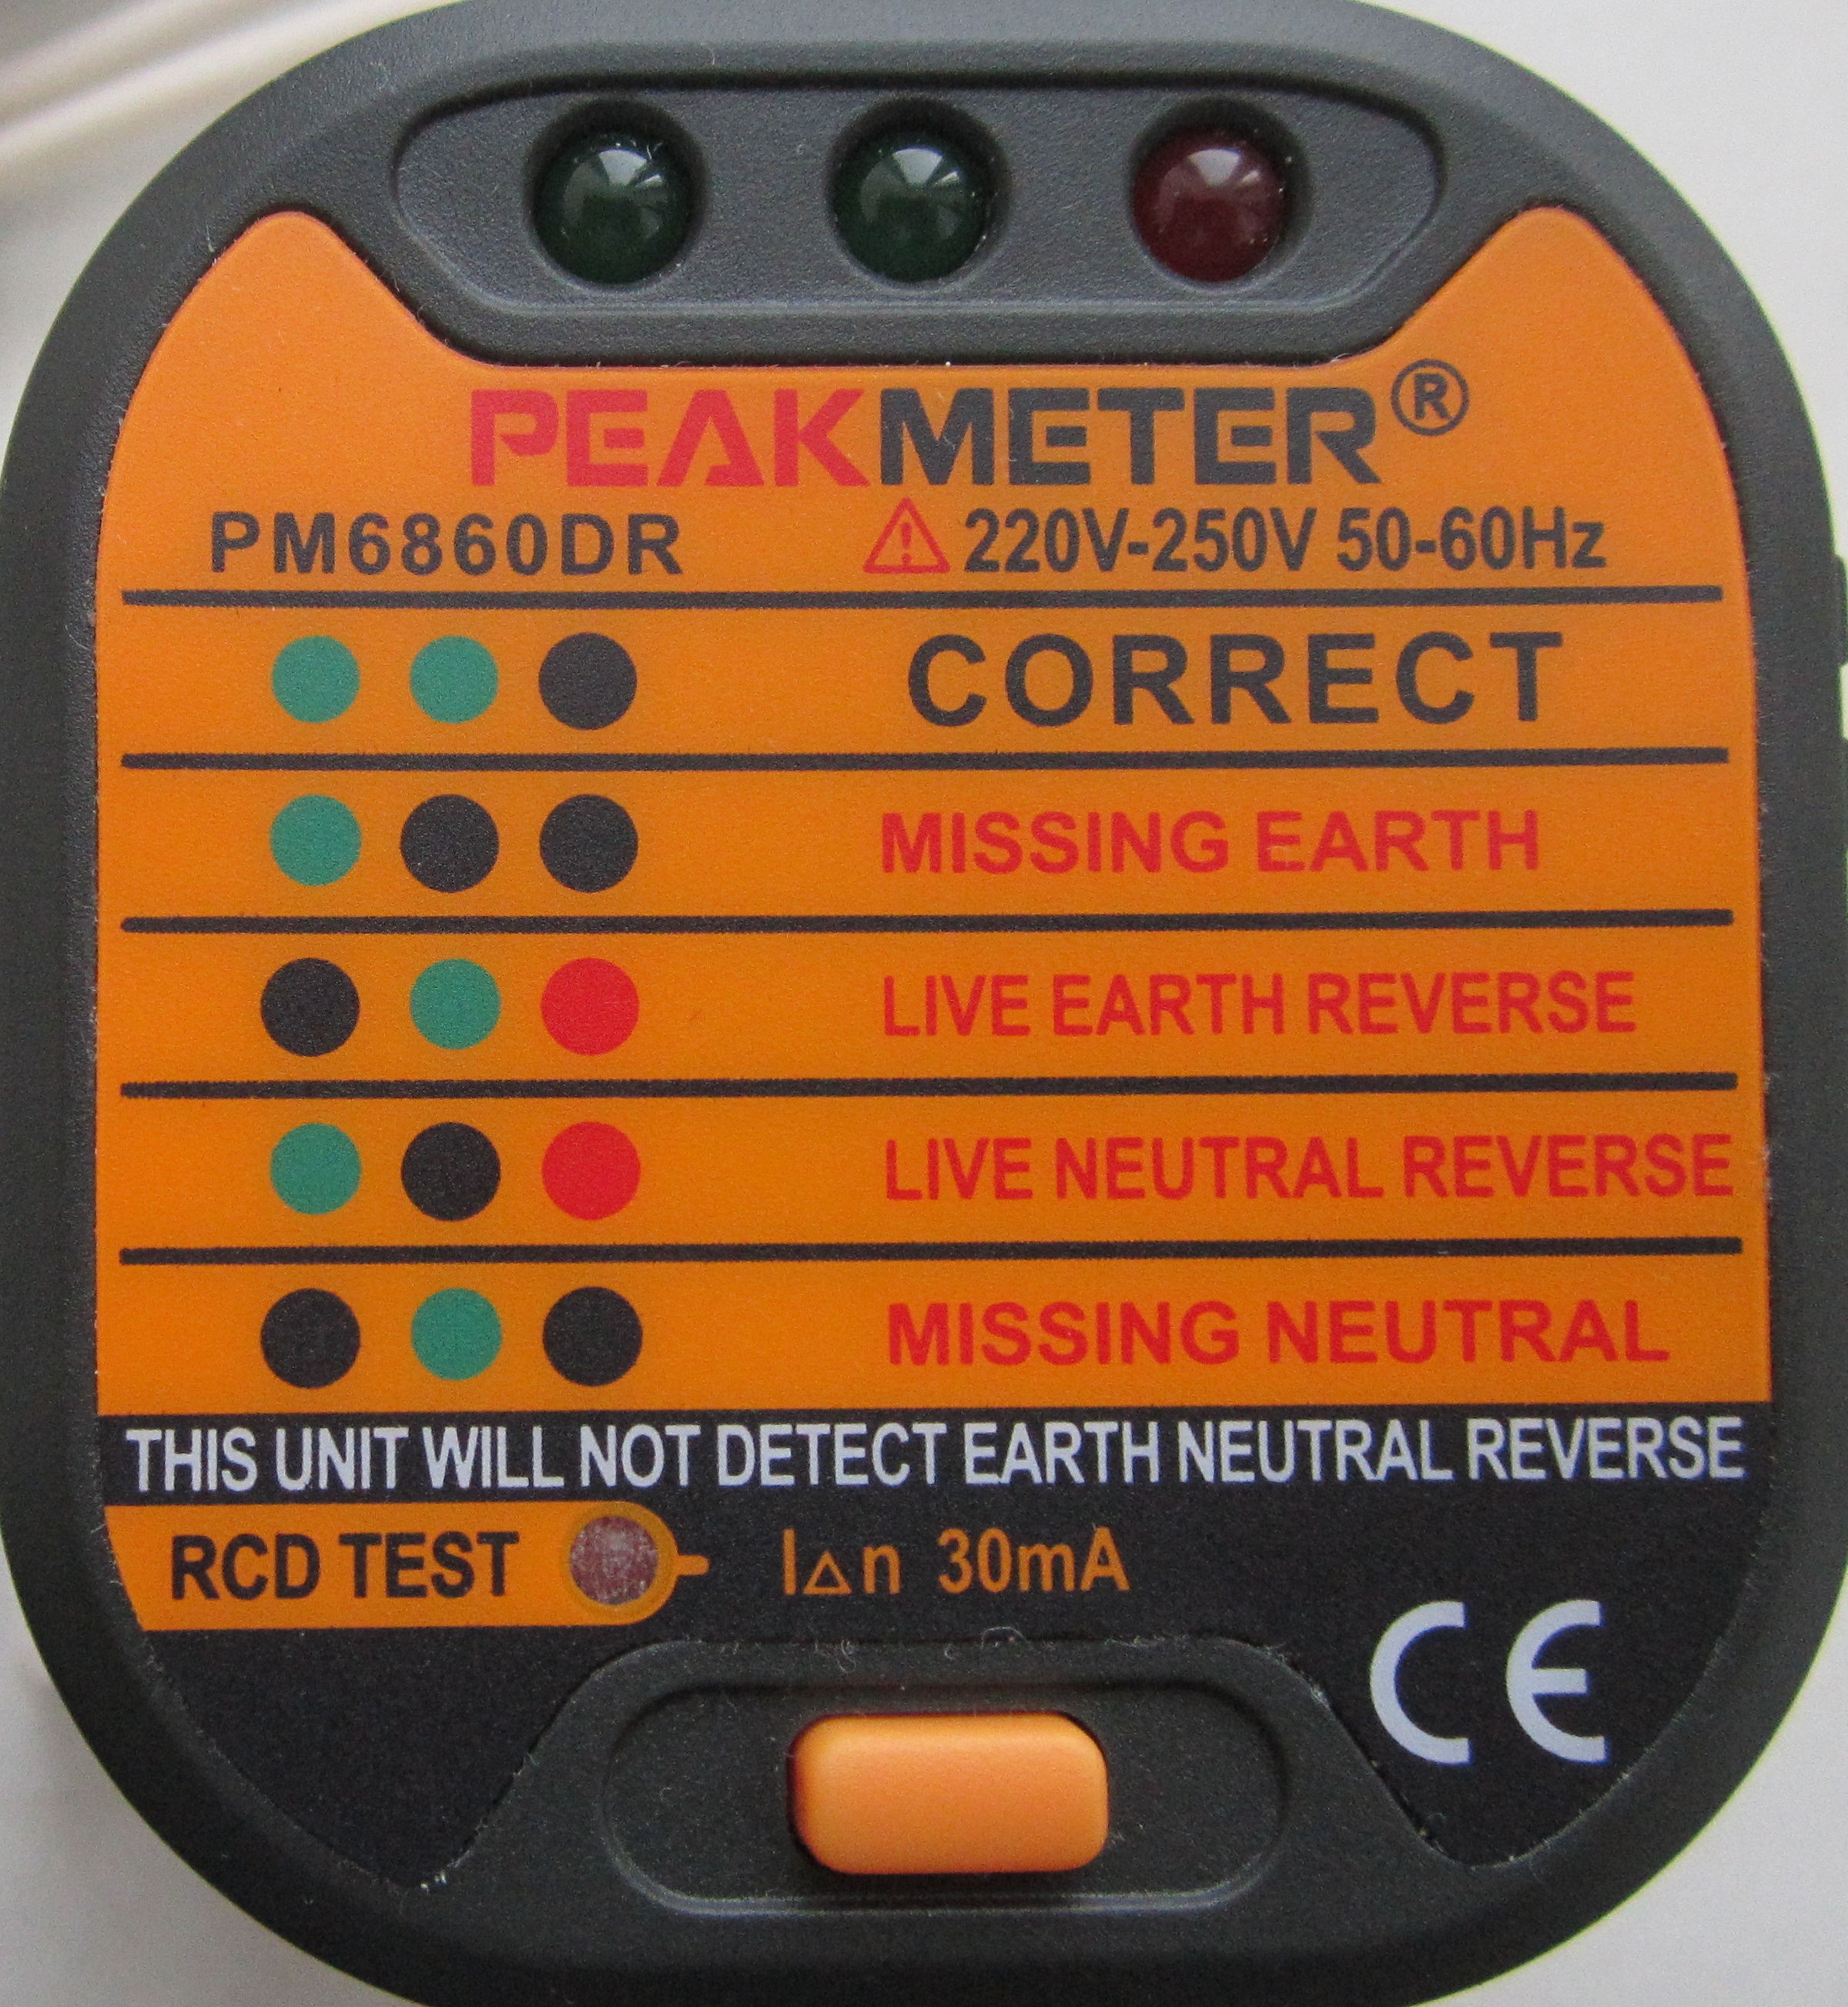 PEAKMETER®
PM6860DR 220V-250V 50-60Hz
CORRECT
MISSING EARTH
LIVE EARTH REVERSE
LIVE NEUTRAL REVERSE
MISSING NEUTRAL
THIS UNIT WILL NOT DETECT EARTH NEUTRAL REVERSE
RCD TEST I△n 30mA
CE